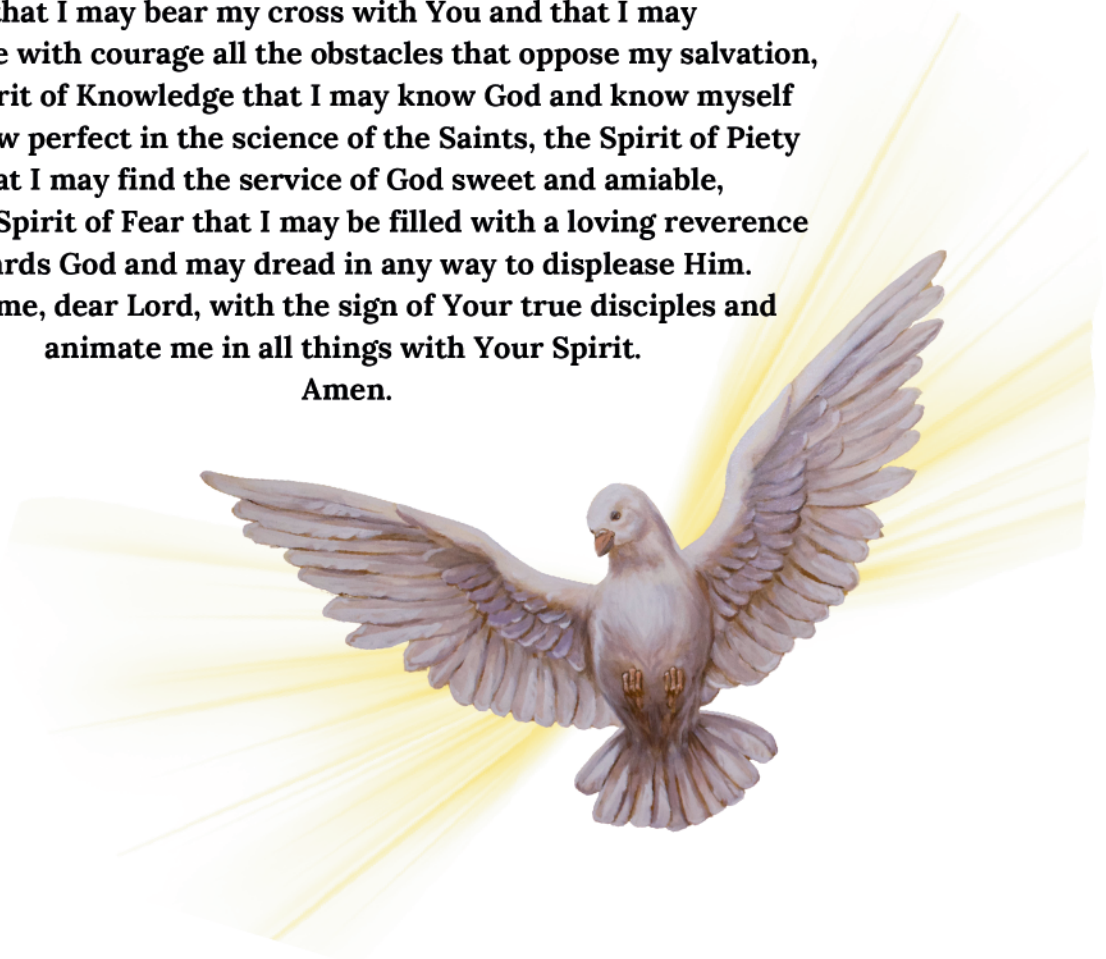 that I may bear my cross with You and that I may
e with courage all the obstacles that oppose my salvation,
rit of Knowledge that I may know God and know myself
w perfect in the science of the Saints, the Spirit of Piety
at I may find the service of God sweet and amiable,
Spirit of Fear that I may be filled with a loving reverence
ards God and may dread in any way to displease Him.
me, dear Lord, with the sign of Your true disciples and
animate me in all things with Your Spirit.
Amen.